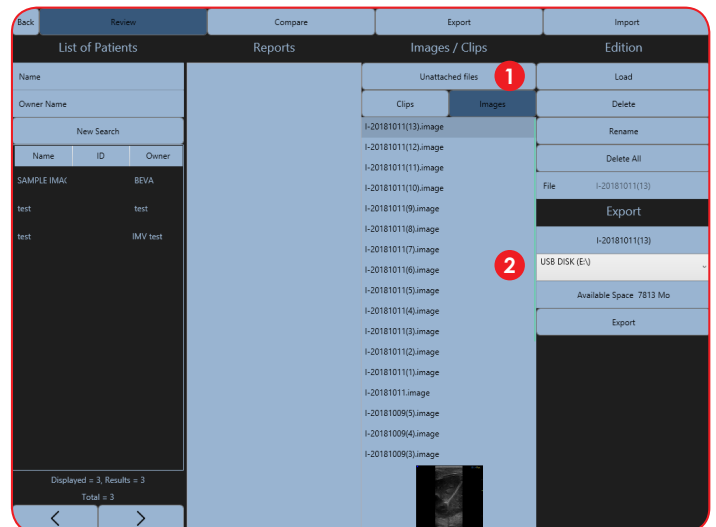 Back Review Compare Export Import
List of Patients Reports Images / Clips Edition
Name
Owner Name
New Search
Name ID Owner
SAMPLE IMAC BEVA
test test
test IMV test
Displayed = 3, Results = 3
Total = 3
< >
Unattached files 1
Clips Images
I-20181011(13).image
I-20181011(12).image
I-20181011(11).image
I-20181011(10).image
I-20181011(9).image
I-20181011(8).image
I-20181011(7).image
I-20181011(6).image
I-20181011(5).image
I-20181011(4).image
I-20181011(3).image
I-20181011(2).image
I-20181011(1).image
I-20181011.image
I-20181009(5).image
I-20181009(4).image
I-20181009(3).image
Load
Delete
Rename
Delete All
File I-20181011(13)
Export
I-20181011(13)
2 USB DISK (E:\)
Available Space 7813 Mo
Export